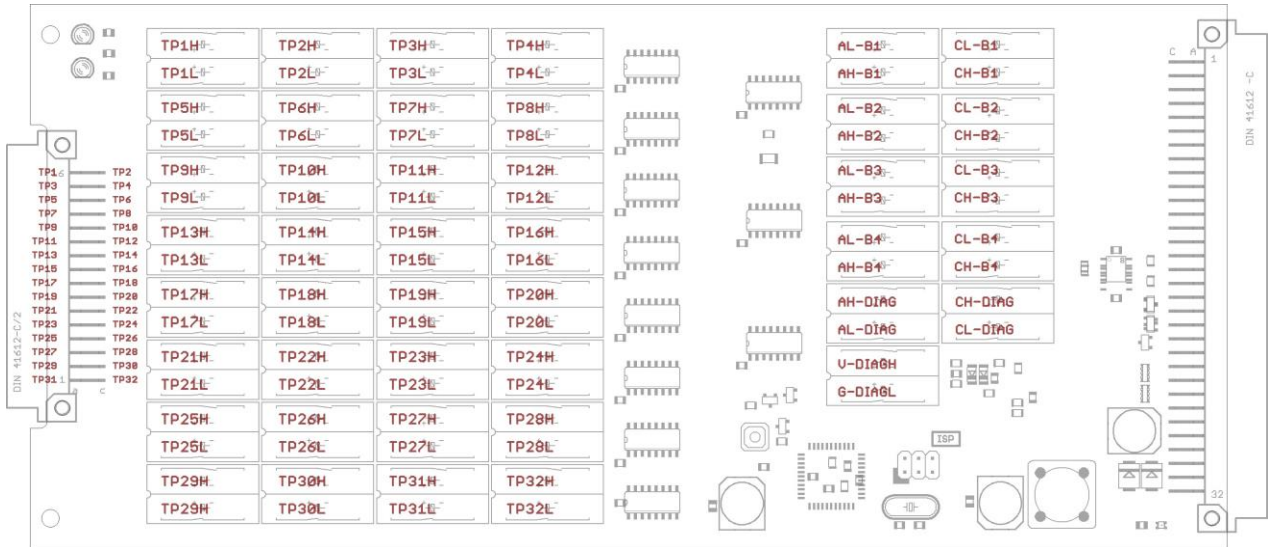 TP1H TP2H TP3H TP4H
TP1L TP2L TP3L TP4L
TP5H TP6H TP7H TP8H
TP5L TP6L TP7L TP8L
TP9H TP10H TP11H TP12H
TP9L TP10L TP11L TP12L
TP13H TP14H TP15H TP16H
TP13L TP14L TP15L TP16L
TP17H TP18H TP19H TP20H
TP17L TP18L TP19L TP20L
TP21H TP22H TP23H TP24H
TP21L TP22L TP23L TP24L
TP25H TP26H TP27H TP28H
TP25L TP26L TP27L TP28L
TP29H TP30H TP31H TP32H
TP29H TP30L TP31L TP32L
TP1 6 TP2
TP3 TP4
TP5 TP6
TP7 TP8
TP9 TP10
TP11 TP12
TP13 TP14
TP15 TP16
TP17 TP18
TP19 TP20
TP21 TP22
TP23 TP24
TP25 TP26
TP27 TP28
TP29 TP30
TP31 1 TP32
C
DIN 41612-C/2
AL-B1 CL-B1
AH-B1 CH-B1
AL-B2 CL-B2
AH-B2 CH-B2
AL-B3 CL-B3
AH-B3 CH-B3
AL-B4 CL-B4
AH-B4 CH-B4
AH-DIAG CH-DIAG
AL-DIAG CL-DIAG
V-DIAGH
G-DIAGL
ISP
C A
1
32
DIN 41612 -C